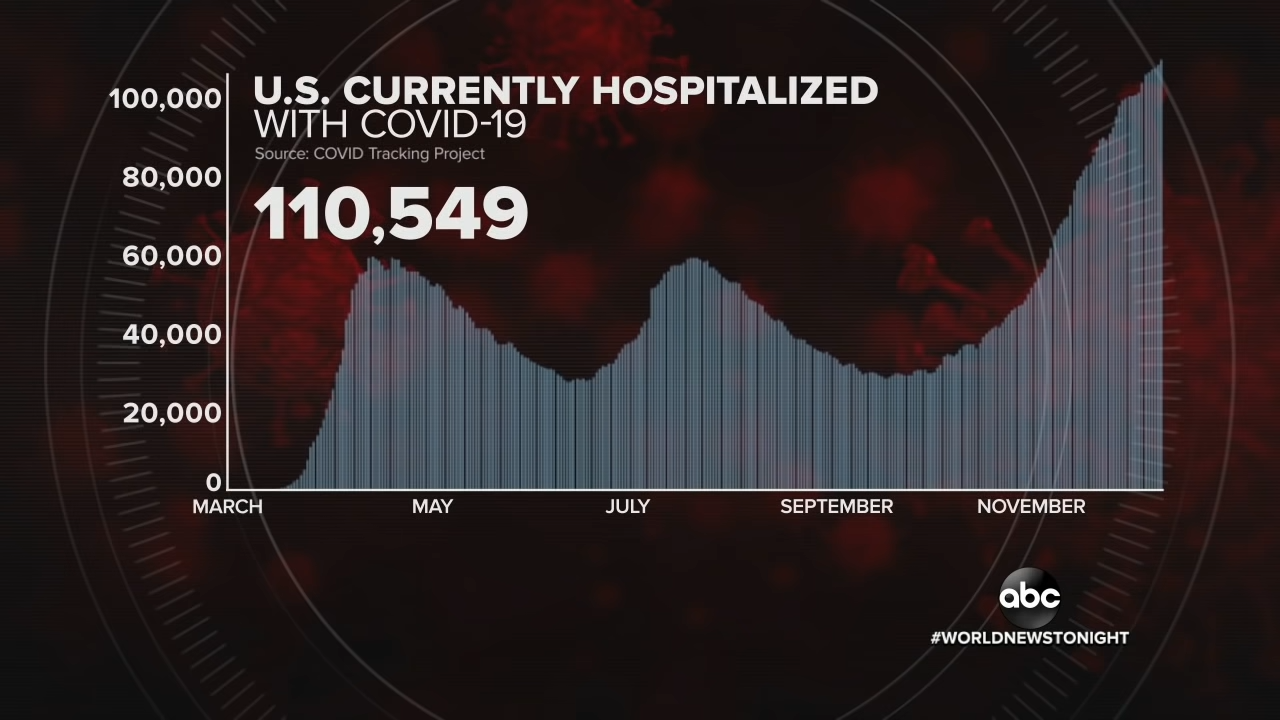 U.S. CURRENTLY HOSPITALIZED
WITH COVID-19
Source: COVID Tracking Project
110,549
100,000
80,000
60,000
40,000
20,000
0
MARCH MAY JULY SEPTEMBER NOVEMBER
abc
#WORLDNEWSTONIGHT